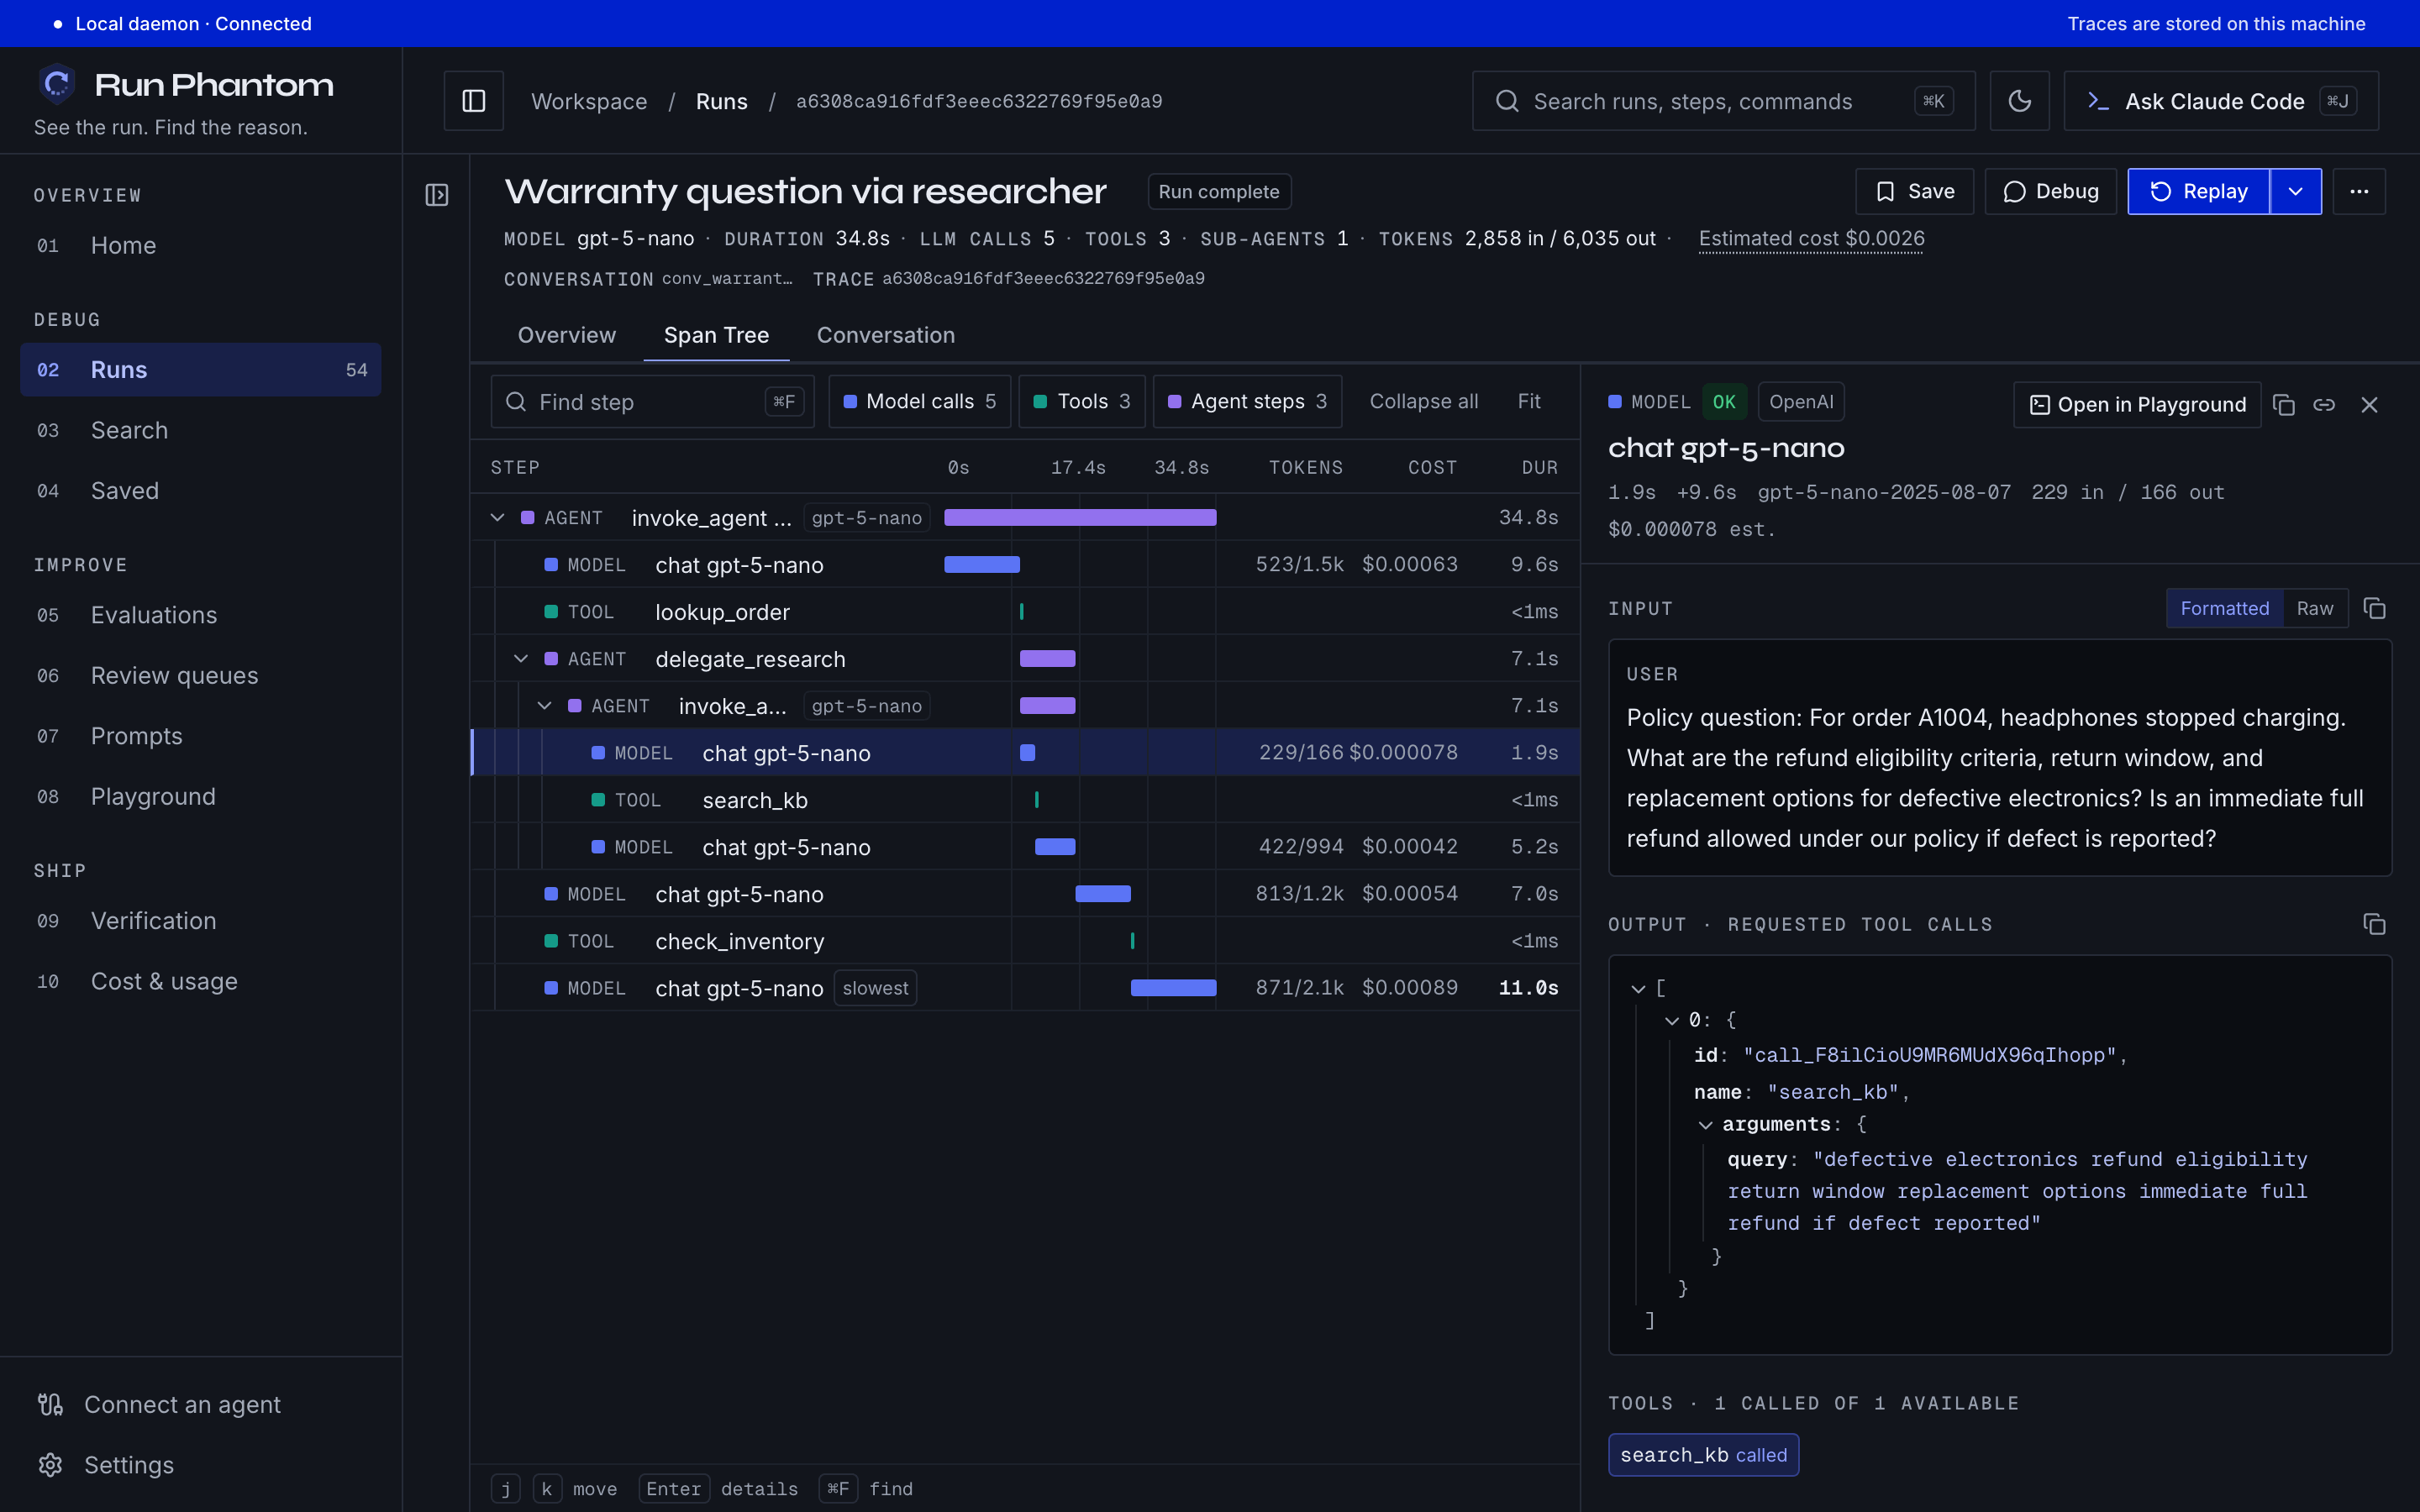 Local daemon · Connected
Traces are stored on this machine
Run Phantom
See the run. Find the reason.
Workspace / Runs / a6308ca916fdf3eeec6322769f95e0a9
Search runs, steps, commands ⌘K
Ask Claude Code ⌘J
OVERVIEW
01 Home
DEBUG
02 Runs 54
03 Search
04 Saved
IMPROVE
05 Evaluations
06 Review queues
07 Prompts
08 Playground
SHIP
09 Verification
10 Cost & usage
Connect an agent
Settings
Warranty question via researcher Run complete
Save Debug Replay
MODEL gpt-5-nano · DURATION 34.8s · LLM CALLS 5 · TOOLS 3 · SUB-AGENTS 1 · TOKENS 2,858 in / 6,035 out · Estimated cost $0.0026
CONVERSATION conv_warrant… TRACE a6308ca916fdf3eeec6322769f95e0a9
Overview Span Tree Conversation
Find step ⌘F Model calls 5 Tools 3 Agent steps 3 Collapse all Fit
STEP 0s 17.4s 34.8s TOKENS COST DUR
AGENT invoke_agent ... gpt-5-nano 34.8s
MODEL chat gpt-5-nano 523/1.5k $0.00063 9.6s
TOOL lookup_order <1ms
AGENT delegate_research 7.1s
AGENT invoke_a... gpt-5-nano 7.1s
MODEL chat gpt-5-nano 229/166 $0.000078 1.9s
TOOL search_kb <1ms
MODEL chat gpt-5-nano 422/994 $0.00042 5.2s
MODEL chat gpt-5-nano 813/1.2k $0.00054 7.0s
TOOL check_inventory <1ms
MODEL chat gpt-5-nano slowest 871/2.1k $0.00089 11.0s
j k move Enter details ⌘F find
MODEL OK OpenAI Open in Playground
chat gpt-5-nano
1.9s +9.6s gpt-5-nano-2025-08-07 229 in / 166 out
$0.000078 est.
INPUT Formatted Raw
USER
Policy question: For order A1004, headphones stopped charging.
What are the refund eligibility criteria, return window, and
replacement options for defective electronics? Is an immediate full
refund allowed under our policy if defect is reported?
OUTPUT · REQUESTED TOOL CALLS
[
0: {
id: "call_F8ilCioU9MR6MUdX96qIhopp",
name: "search_kb",
arguments: {
query: "defective electronics refund eligibility
return window replacement options immediate full
refund if defect reported"
}
}
]
TOOLS · 1 CALLED OF 1 AVAILABLE
search_kb called